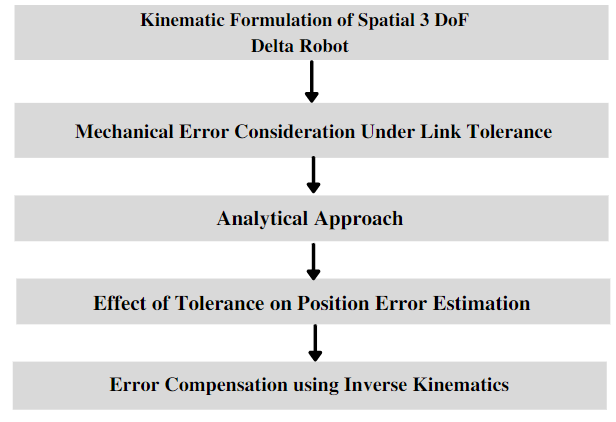 Kinematic Formulation of Spatial 3 DoF
Delta Robot
Mechanical Error Consideration Under Link Tolerance
Analytical Approach
Effect of Tolerance on Position Error Estimation
Error Compensation using Inverse Kinematics